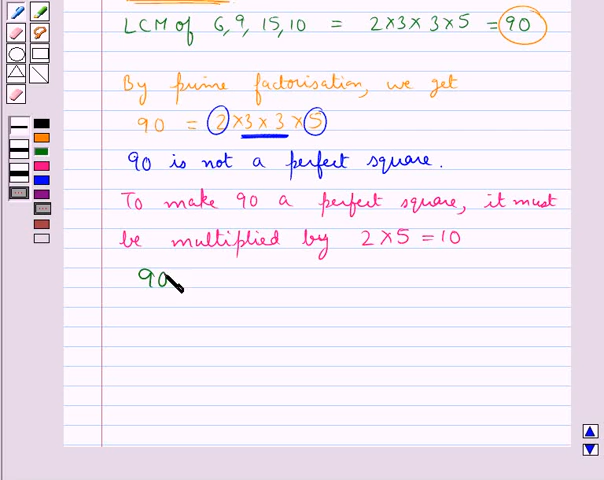 LCM of 6, 9, 15, 10 = 2×3×3×5 = 90
By prime factorisation, we get
90 = 2 × 3 × 3 × 5
90 is not a perfect square.
To make 90 a perfect square, it must
be multiplied by 2×5 = 10
90